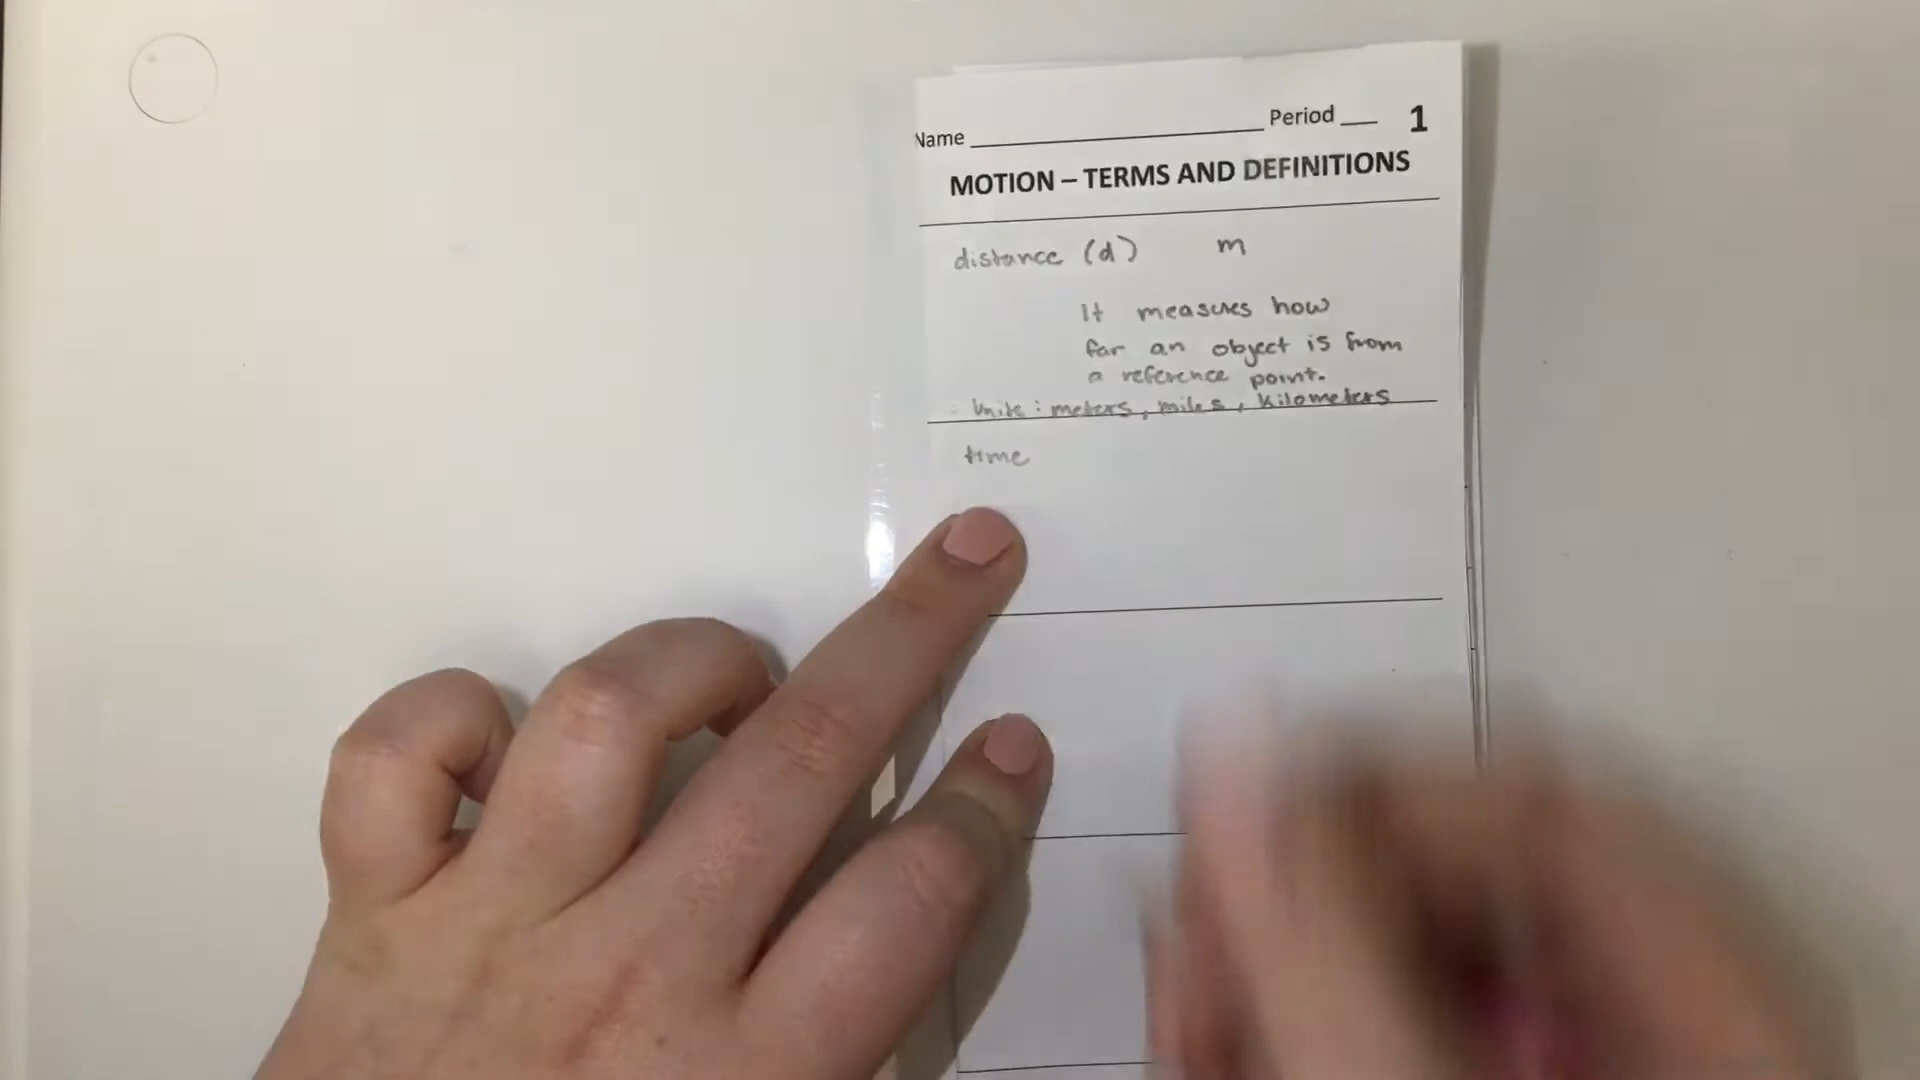 Name Period 1
MOTION – TERMS AND DEFINITIONS
distance (d) m
It measures how
far an object is from
a reference point.
Units: meters, miles, kilometers
time